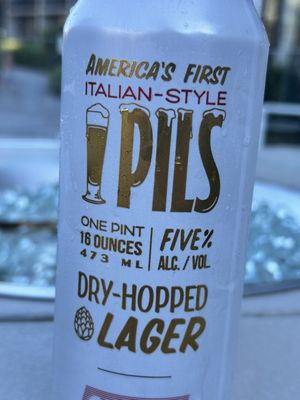 AMERICA'S FIRST
ITALIAN-STYLE
PILS
ONE PINT
16 OUNCES
473 ML
FIVE%
ALC./VOL.
DRY-HOPPED
LAGER